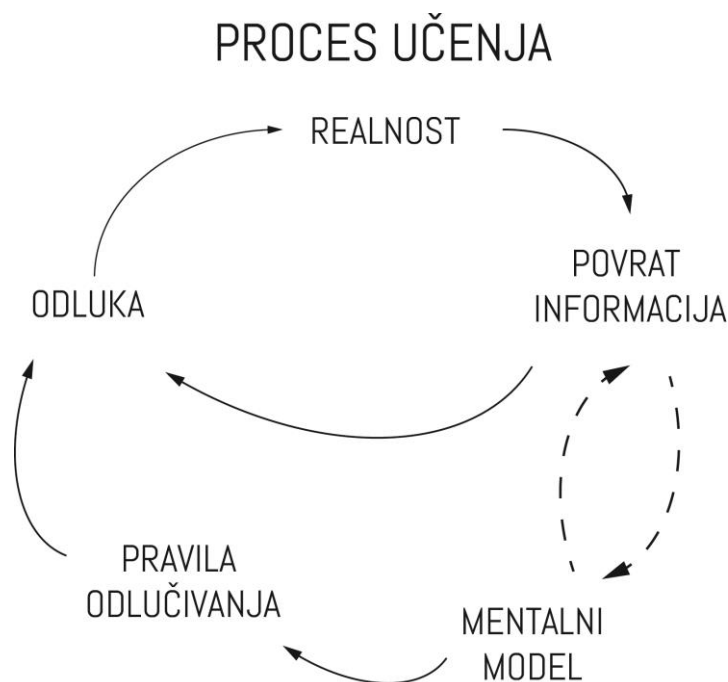 PROCES UČENJA
REALNOST
POVRAT
INFORMACIJA
ODLUKA
PRAVILA
ODLUČIVANJA
MENTALNI
MODEL